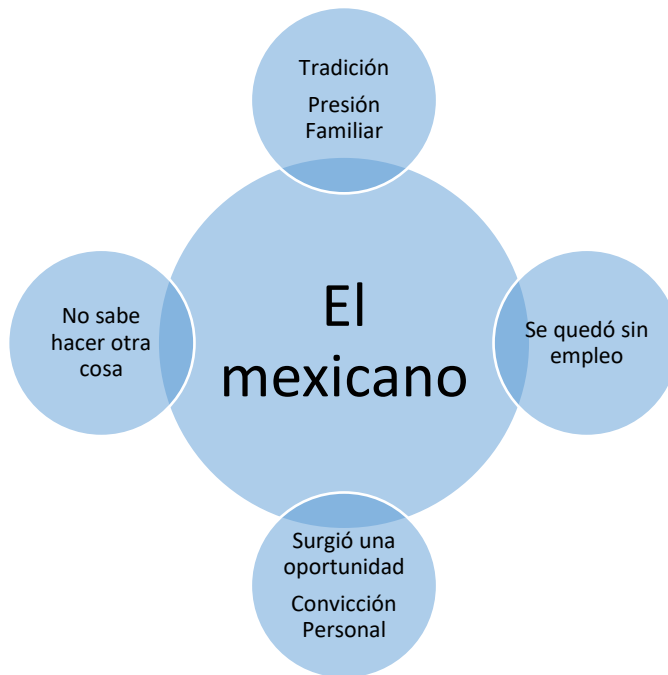 Tradición
Presión
Familiar
No sabe
hacer otra
cosa
El
mexicano
Se quedó sin
empleo
Surgió una
oportunidad
Convicción
Personal